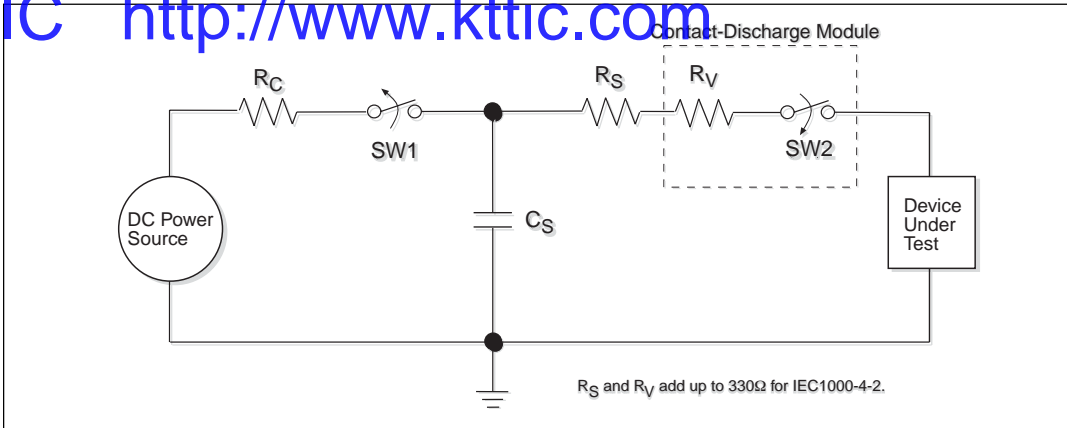 IC http://www.kttic.com
Contact-Discharge Module
RC
RS
RV
SW1
SW2
DC Power
Source
CS
Device
Under
Test
RS and RV add up to 330Ω for IEC1000-4-2.